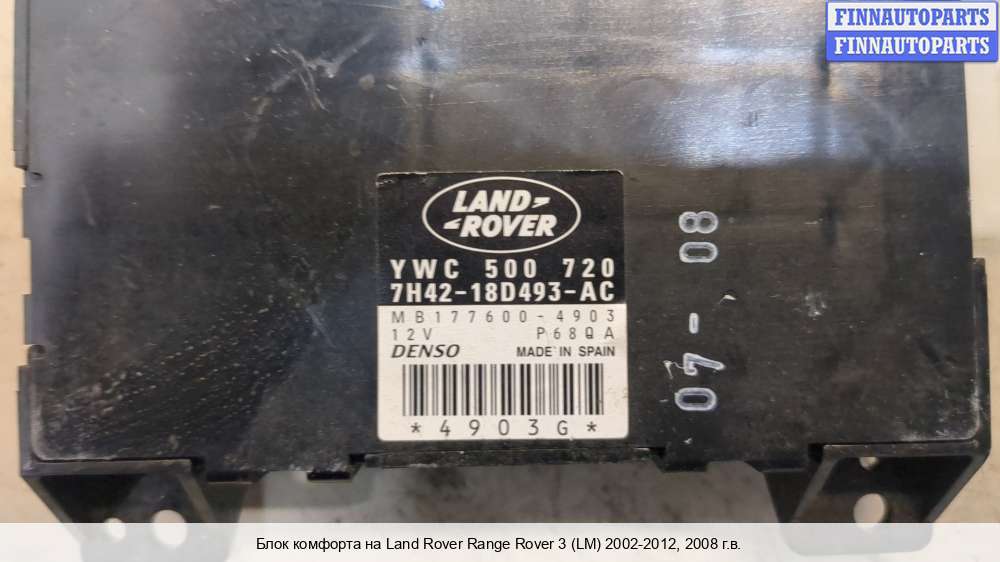 FINNAUTOPARTS
FINNAUTOPARTS
LAND-
-ROVER
YWC 500 720
7H42-18D493-AC
MB177600-4903
12V P68QA
DENSO MADE IN SPAIN
*4903G*
07-08
Блок комфорта на Land Rover Range Rover 3 (LM) 2002-2012, 2008 г.в.